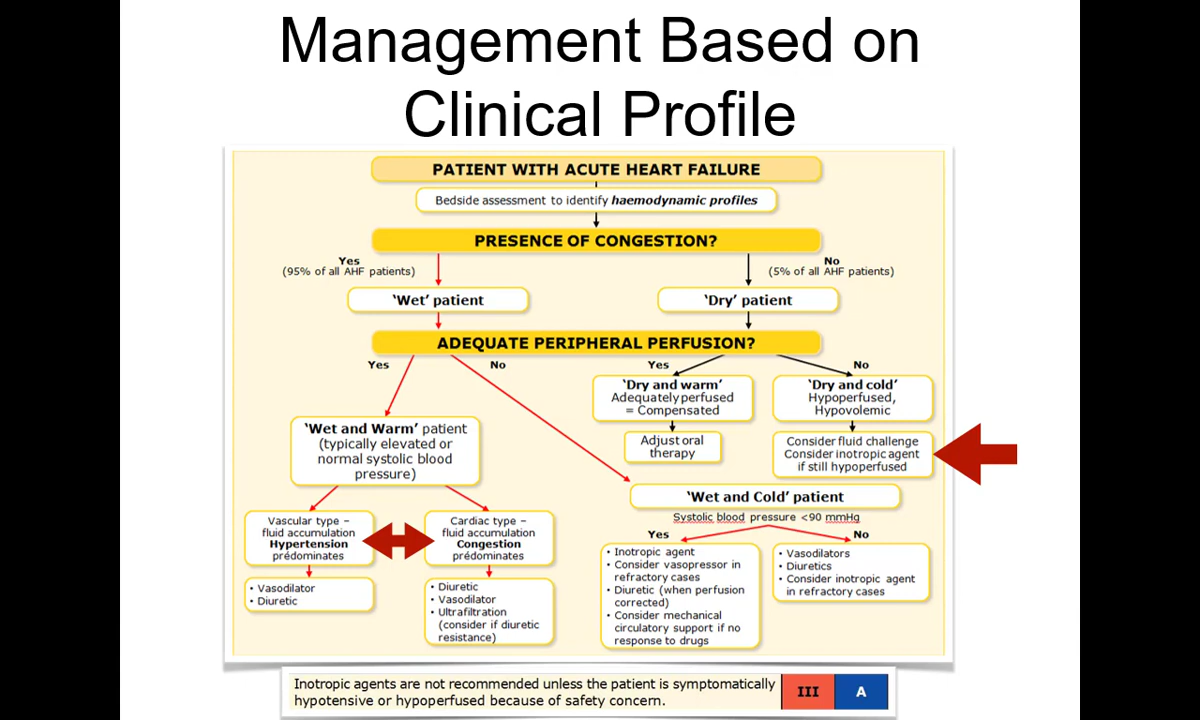 Management Based on
Clinical Profile
PATIENT WITH ACUTE HEART FAILURE
Bedside assessment to identify haemodynamic profiles
PRESENCE OF CONGESTION?
Yes
(95% of all AHF patients)
No
(5% of all AHF patients)
‘Wet’ patient
‘Dry’ patient
ADEQUATE PERIPHERAL PERFUSION?
Yes
No
Yes
No
‘Dry and warm’
Adequately perfused
= Compensated
‘Dry and cold’
Hypoperfused,
Hypovolemic
Adjust oral
therapy
Consider fluid challenge
Consider inotropic agent
if still hypoperfused
‘Wet and Warm’ patient
(typically elevated or
normal systolic blood
pressure)
‘Wet and Cold’ patient
Systolic blood pressure <90 mmHg
Yes
No
Vascular type –
fluid accumulation
Hypertension
prédominates
Cardiac type –
fluid accumulation
Congestion
prédominates
• Vasodilator
• Diuretic
• Diuretic
• Vasodilator
• Ultrafiltration
(consider if diuretic
resistance)
• Inotropic agent
• Consider vasopressor in
refractory cases
• Diuretic (when perfusion
corrected)
• Consider mechanical
circulatory support if no
response to drugs
• Vasodilators
• Diuretics
• Consider inotropic agent
in refractory cases
Inotropic agents are not recommended unless the patient is symptomatically
hypotensive or hypoperfused because of safety concern.
III
A